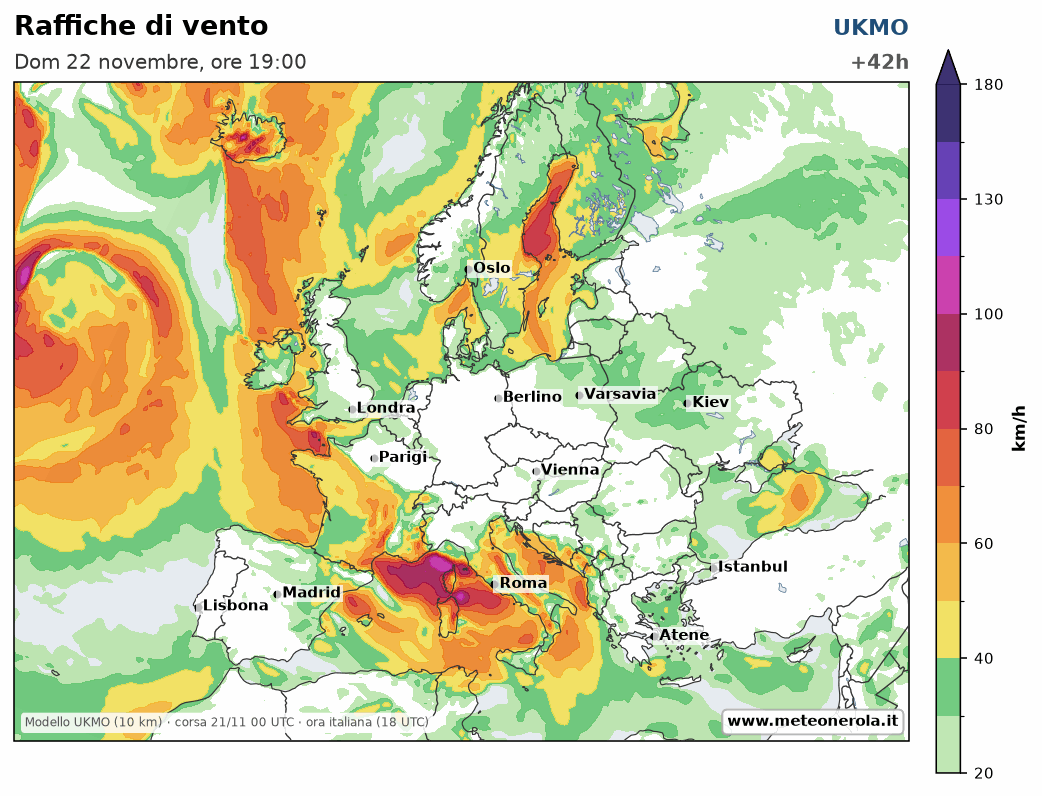 Raffiche di vento
UKMO
Dom 22 novembre, ore 19:00
+42h
180
130
100
80
60
40
20
km/h
Oslo
Londra
Berlino
Varsavia
Kiev
Parigi
Vienna
Istanbul
Roma
Madrid
Lisbona
Atene
Modello UKMO (10 km) · corsa 21/11 00 UTC · ora italiana (18 UTC)
www.meteonerola.it